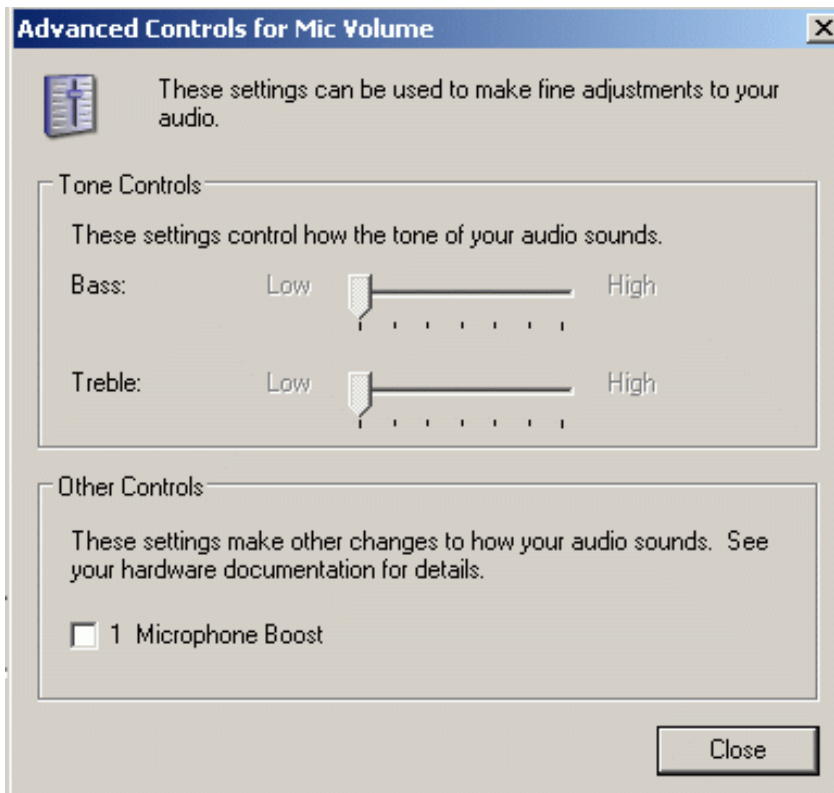 Advanced Controls for Mic Volume
These settings can be used to make fine adjustments to your
audio.
Tone Controls
These settings control how the tone of your audio sounds.
Bass: Low High
Treble: Low High
Other Controls
These settings make other changes to how your audio sounds. See
your hardware documentation for details.
1 Microphone Boost
Close